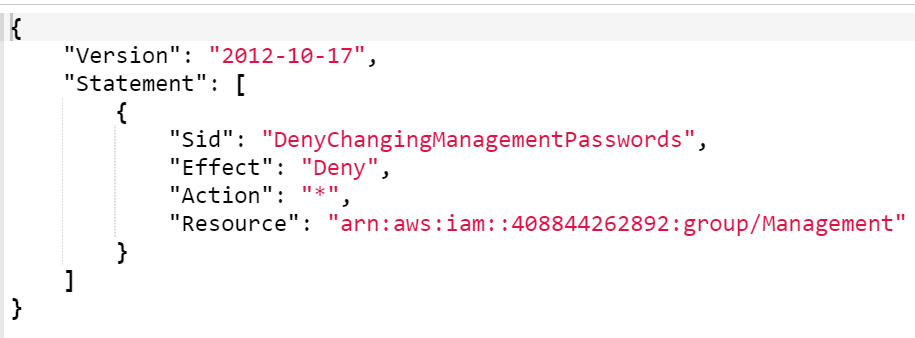 {
    "Version": "2012-10-17",
    "Statement": [
        {
            "Sid": "DenyChangingManagementPasswords",
            "Effect": "Deny",
            "Action": "*",
            "Resource": "arn:aws:iam::408844262892:group/Management"
        }
    ]
}